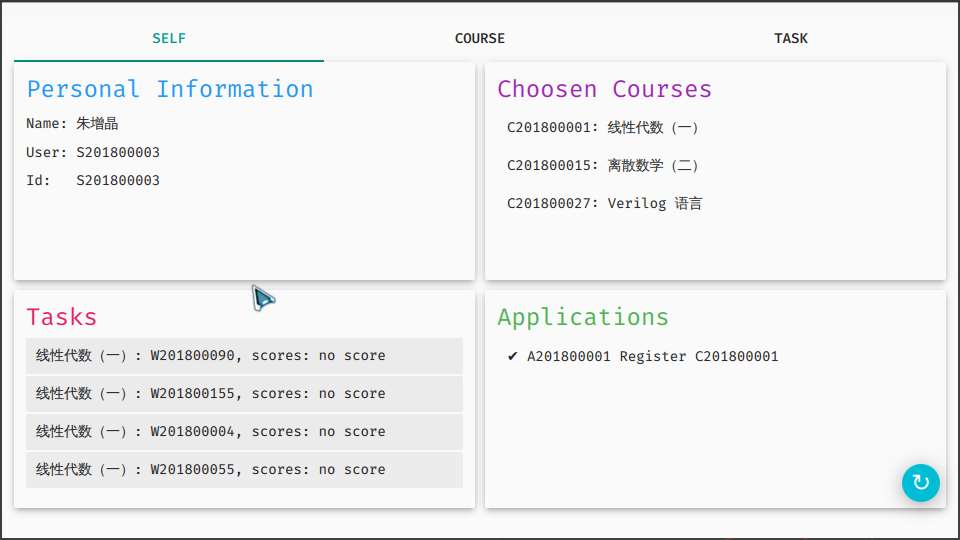 SELF COURSE TASK
Personal Information
Name: 朱增晶
User: S201800003
Id: S201800003
Choosen Courses
C201800001: 线性代数（一）
C201800015: 离散数学（二）
C201800027: Verilog 语言
Tasks
线性代数（一）: W201800090, scores: no score
线性代数（一）: W201800155, scores: no score
线性代数（一）: W201800004, scores: no score
线性代数（一）: W201800055, scores: no score
Applications
✔ A201800001 Register C201800001